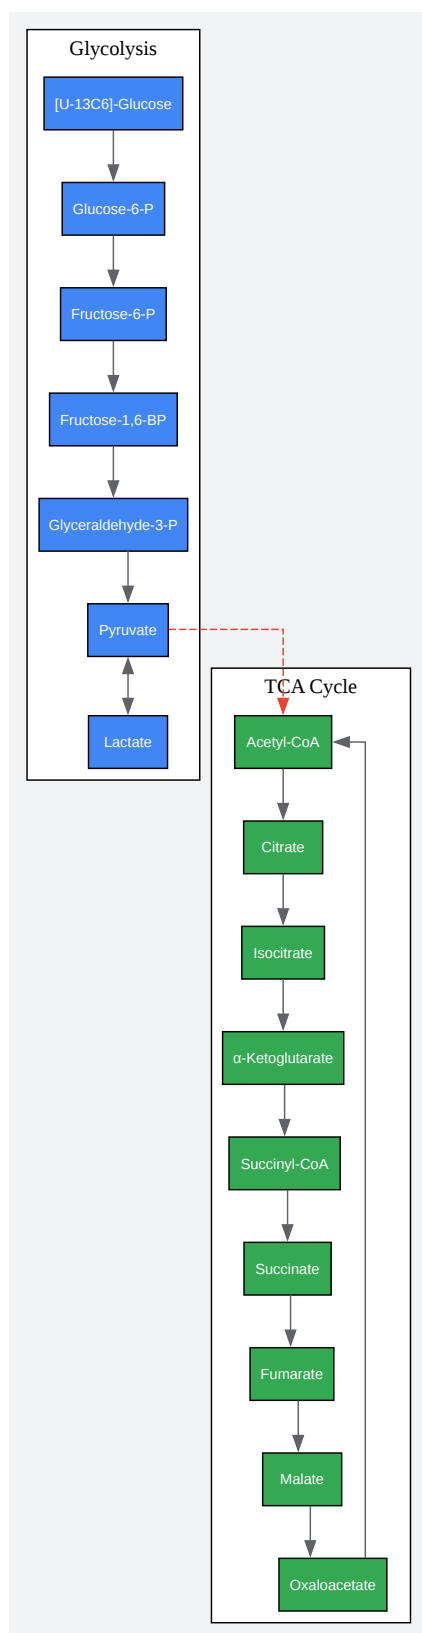 Glycolysis
[U-13C6]-Glucose
Glucose-6-P
Fructose-6-P
Fructose-1,6-BP
Glyceraldehyde-3-P
Pyruvate
Lactate
TCA Cycle
Acetyl-CoA
Citrate
Isocitrate
α-Ketoglutarate
Succinyl-CoA
Succinate
Fumarate
Malate
Oxaloacetate